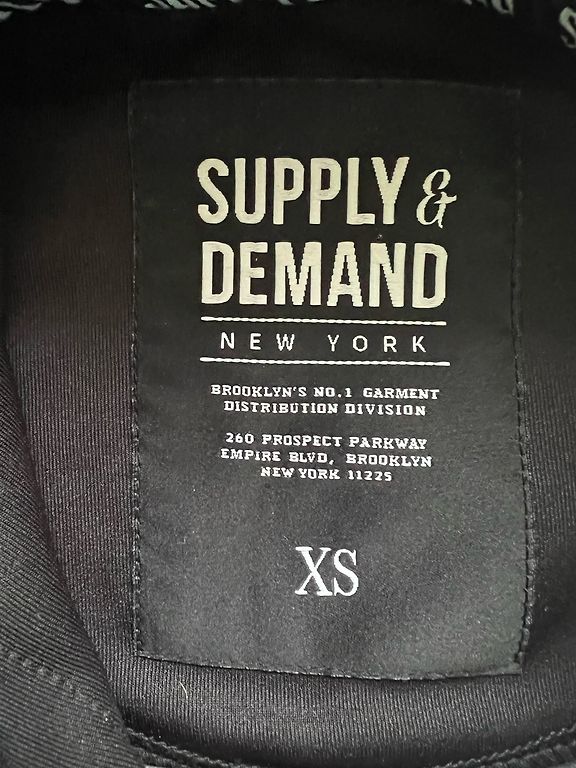 SUPPLY &
DEMAND
NEW YORK
BROOKLYN'S NO.1 GARMENT
DISTRIBUTION DIVISION
260 PROSPECT PARKWAY
EMPIRE BLVD, BROOKLYN
NEW YORK 11225
XS